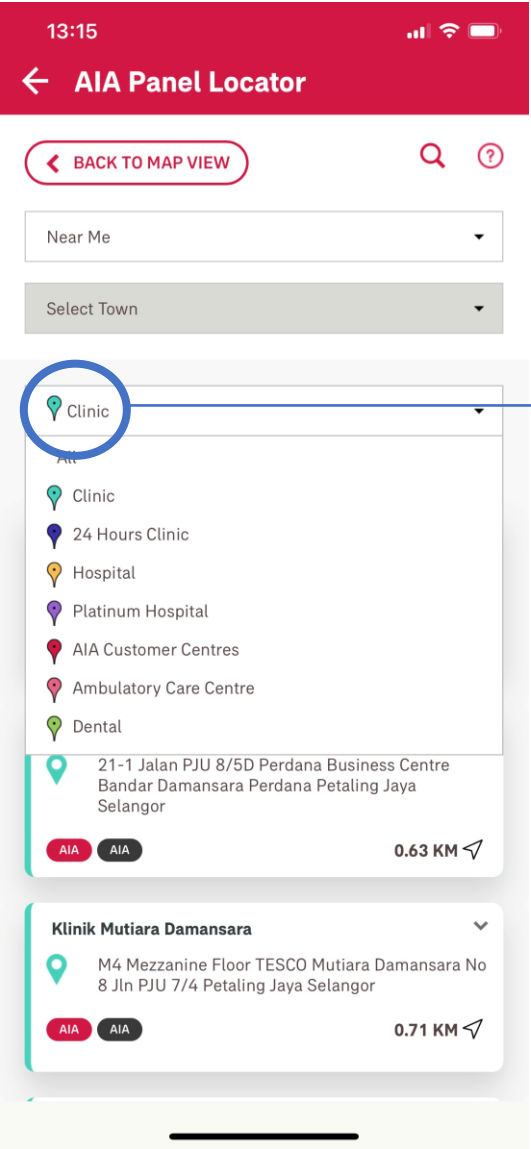 13:15
AIA Panel Locator
BACK TO MAP VIEW
?
Near Me
Select Town
Clinic
All
Clinic
24 Hours Clinic
Hospital
Platinum Hospital
AIA Customer Centres
Ambulatory Care Centre
Dental
21-1 Jalan PJU 8/5D Perdana Business Centre
Bandar Damansara Perdana Petaling Jaya
Selangor
AIA AIA 0.63 KM
Klinik Mutiara Damansara
M4 Mezzanine Floor TESCO Mutiara Damansara No
8 Jln PJU 7/4 Petaling Jaya Selangor
AIA AIA 0.71 KM